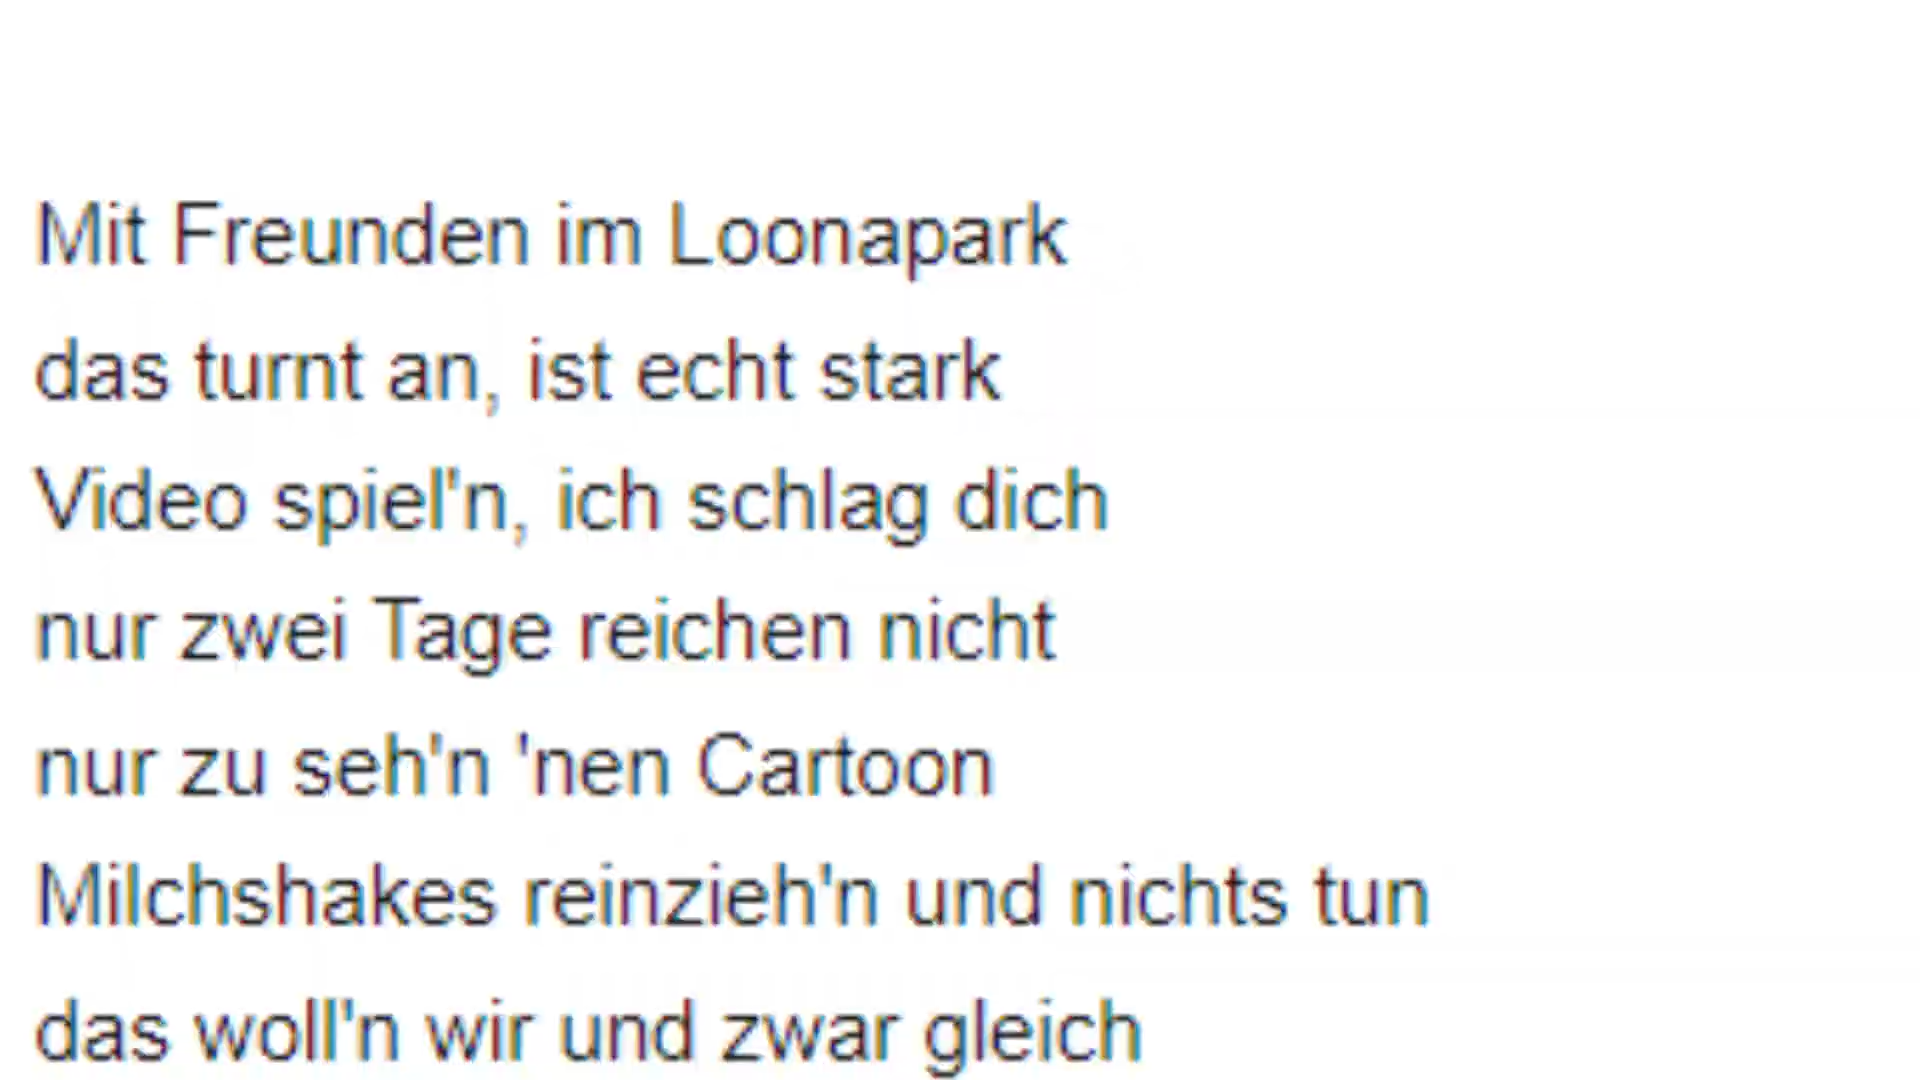 Mit Freunden im Loonapark
das turnt an, ist echt stark
Video spiel'n, ich schlag dich
nur zwei Tage reichen nicht
nur zu seh'n 'nen Cartoon
Milchshakes reinzieh'n und nichts tun
das woll'n wir und zwar gleich